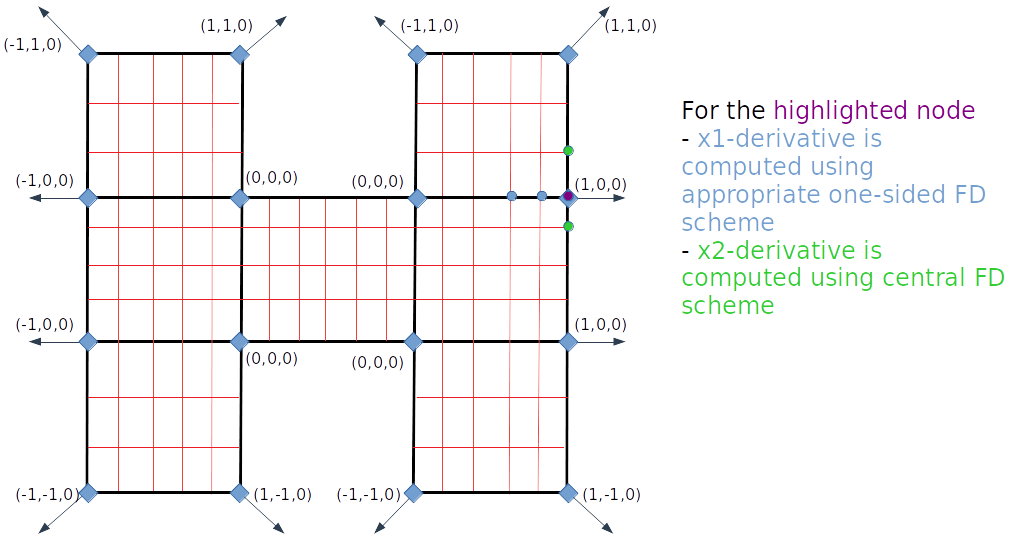 (-1,1,0)
(1,1,0)
(-1,1,0)
(1,1,0)
(-1,0,0)
(0,0,0)
(0,0,0)
(1,0,0)
(-1,0,0)
(0,0,0)
(0,0,0)
(1,0,0)
(-1,-1,0)
(1,-1,0)
(-1,-1,0)
(1,-1,0)
For the highlighted node
- x1-derivative is
computed using
appropriate one-sided FD
scheme
- x2-derivative is
computed using central FD
scheme